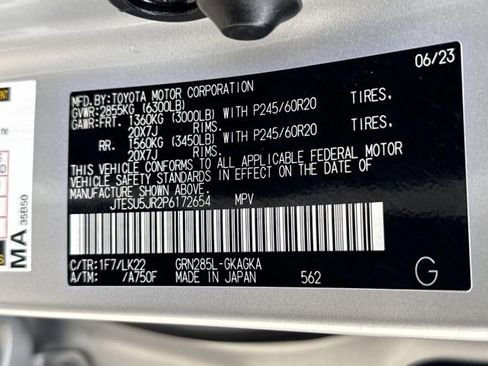 06/23
MFD. BY: TOYOTA MOTOR CORPORATION
GVWR: 2855KG (6300LB)
GAWR: FRT. 1360KG (3000LB) WITH P245/60R20 TIRES,
20X7J RIMS.
RR. 1560KG (3450LB) WITH P245/60R20 TIRES,
20X7J RIMS.
THIS VEHICLE CONFORMS TO ALL APPLICABLE FEDERAL MOTOR
VEHICLE SAFETY STANDARDS IN EFFECT ON THE DATE OF
MANUFACTURE SHOWN ABOVE.
JTESU5JR2P6172654 MPV
C/TR: 1F7/LK22 GRN285L-GKAGKA
A/TM: /A750F MADE IN JAPAN 562
G
MA
35B50